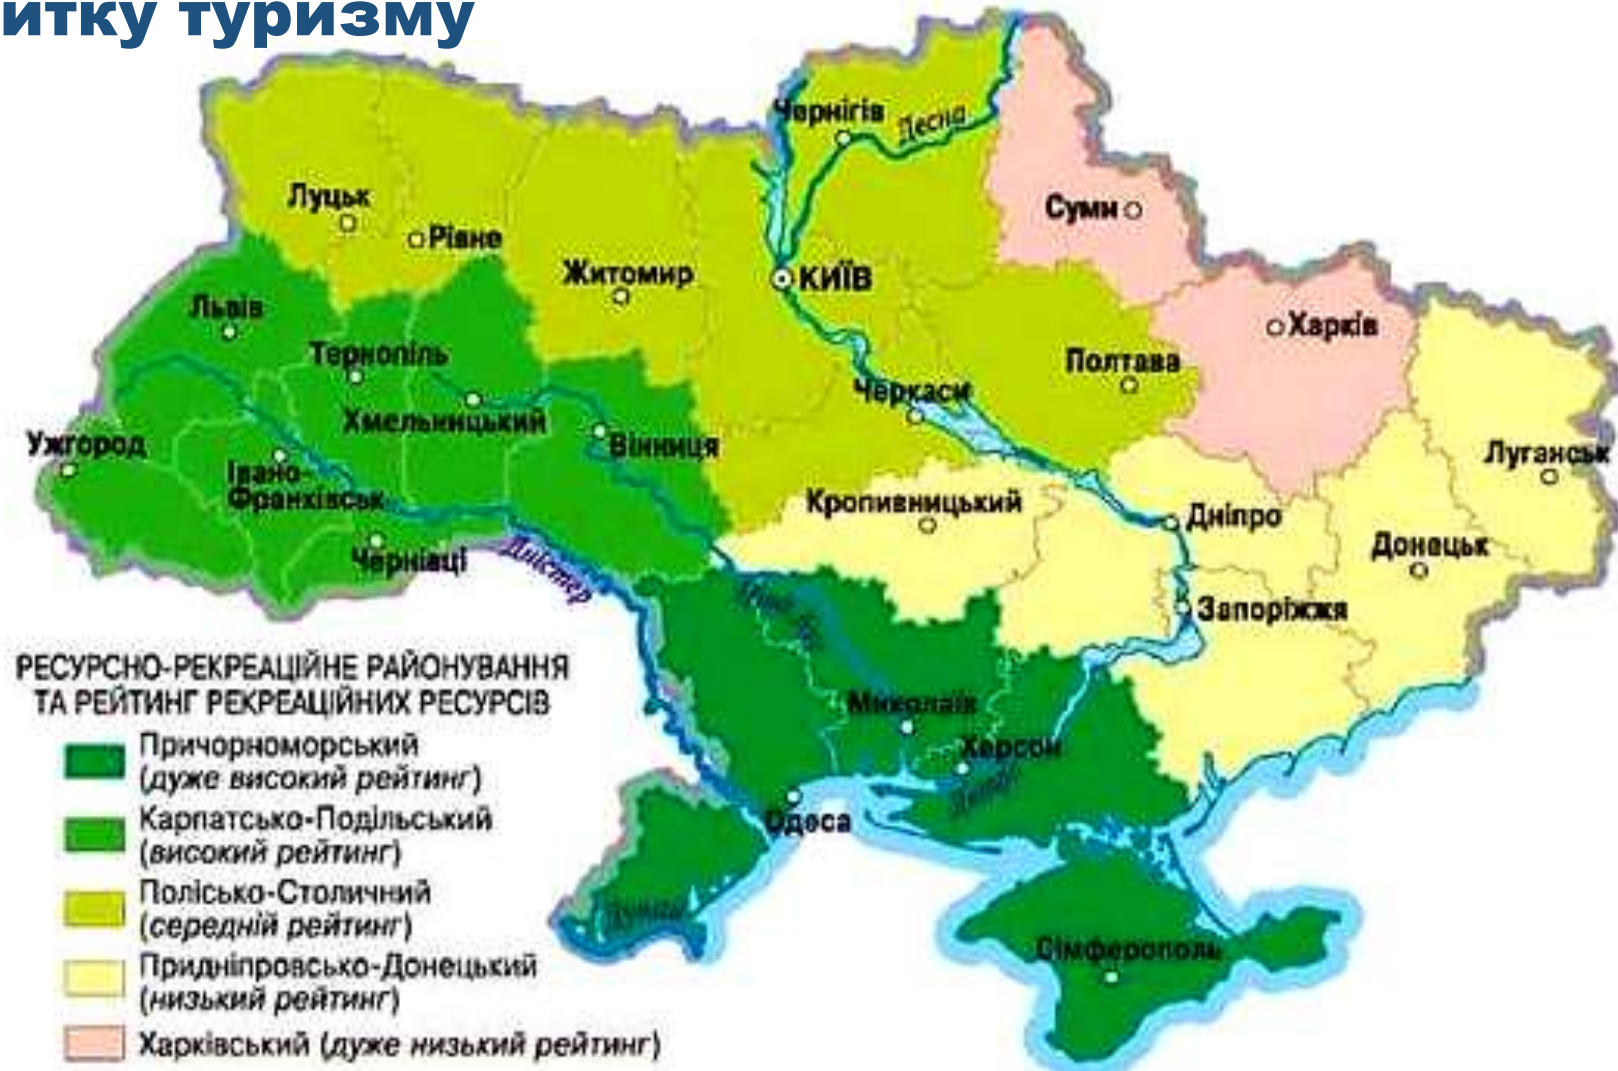 итку туризму
Чернігів
Десна
Луцьк
Рівне
Суми
Житомир
КИЇВ
Львів
Харків
Тернопіль
Полтава
Черкаси
Хмельницький
Ужгород
Вінниця
Луганськ
Івано-
Франківськ
Кропивницький
Дніпро
Донецьк
Чернівці
Дністер
Запоріжжя
РЕСУРСНО-РЕКРЕАЦІЙНЕ РАЙОНУВАННЯ
ТА РЕЙТИНГ РЕКРЕАЦІЙНИХ РЕСУРСІВ
Миколаїв
Херсон
Дніпро
Причорноморський
(дуже високий рейтинг)
Одеса
Карпатсько-Подільський
(високий рейтинг)
Полісько-Столичний
(середній рейтинг)
Дунай
Сімферополь
Придніпровсько-Донецький
(низький рейтинг)
Харківський (дуже низький рейтинг)